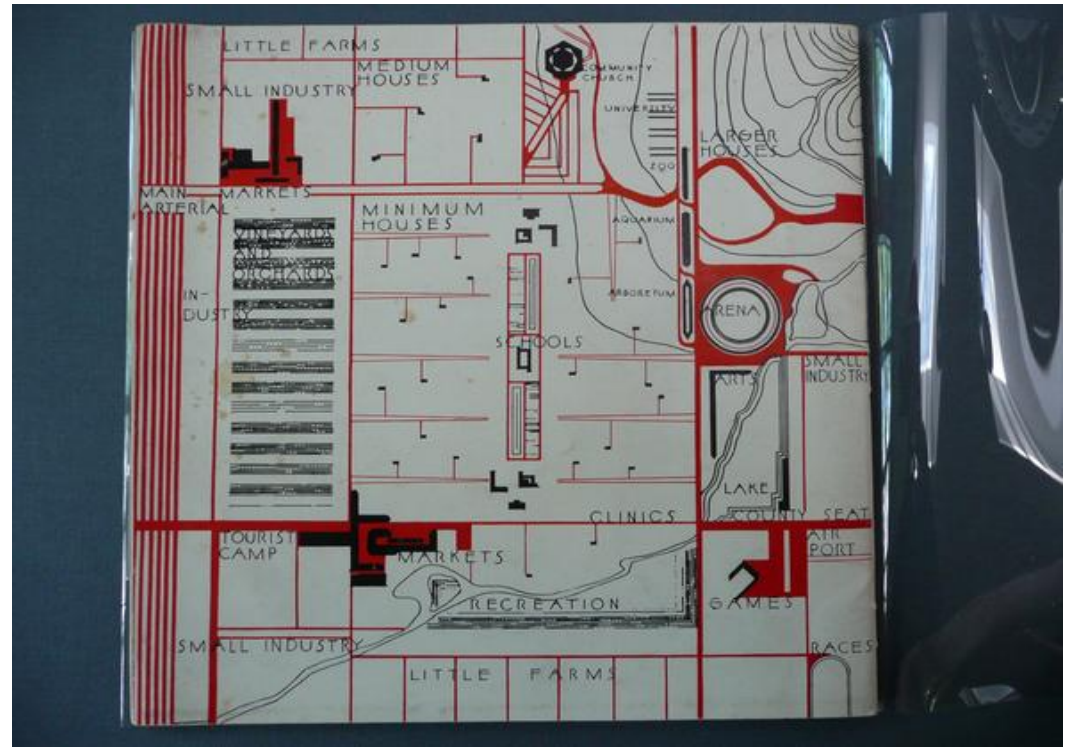 LITTLE FARMS
MEDIUM
HOUSES
COMMUNITY
CHURCH
SMALL INDUSTRY
UNIVERSITY
LARGER
HOUSES
ZOO
MAIN
ARTERIAL
MARKETS
MINIMUM
HOUSES
AQUARIUM
VINEYARDS
AND
ORCHARDS
IN-
DUSTRY
ARBORETUM
ARENA
SCHOOLS
SMALL
INDUSTRY
ARTS
LAKE
CLINICS
COUNTY SEAT
TOURIST
CAMP
MARKETS
AIR
PORT
RECREATION
GAMES
SMALL INDUSTRY
RACES
LITTLE FARMS